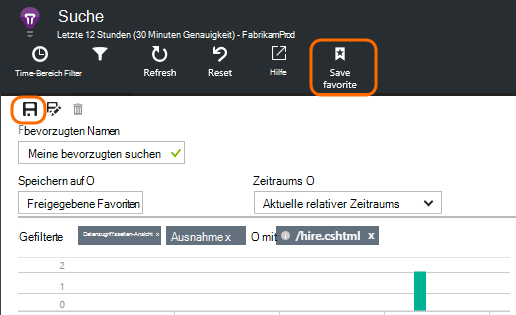 Suche
Letzte 12 Stunden (30 Minuten Genauigkeit) - FabrikamProd
Time-Bereich Filter Refresh Reset Hilfe Save
favorite
Fbevorzugten Namen
Meine bevorzugten suchen
Speichern auf O Zeitraums O
Freigegebene Favoriten Aktuelle relativer Zeitraums
Gefilterte Datenzugriffsseiten-Ansicht x Ausnahme x O mit /hire.cshtml x
2
1
0